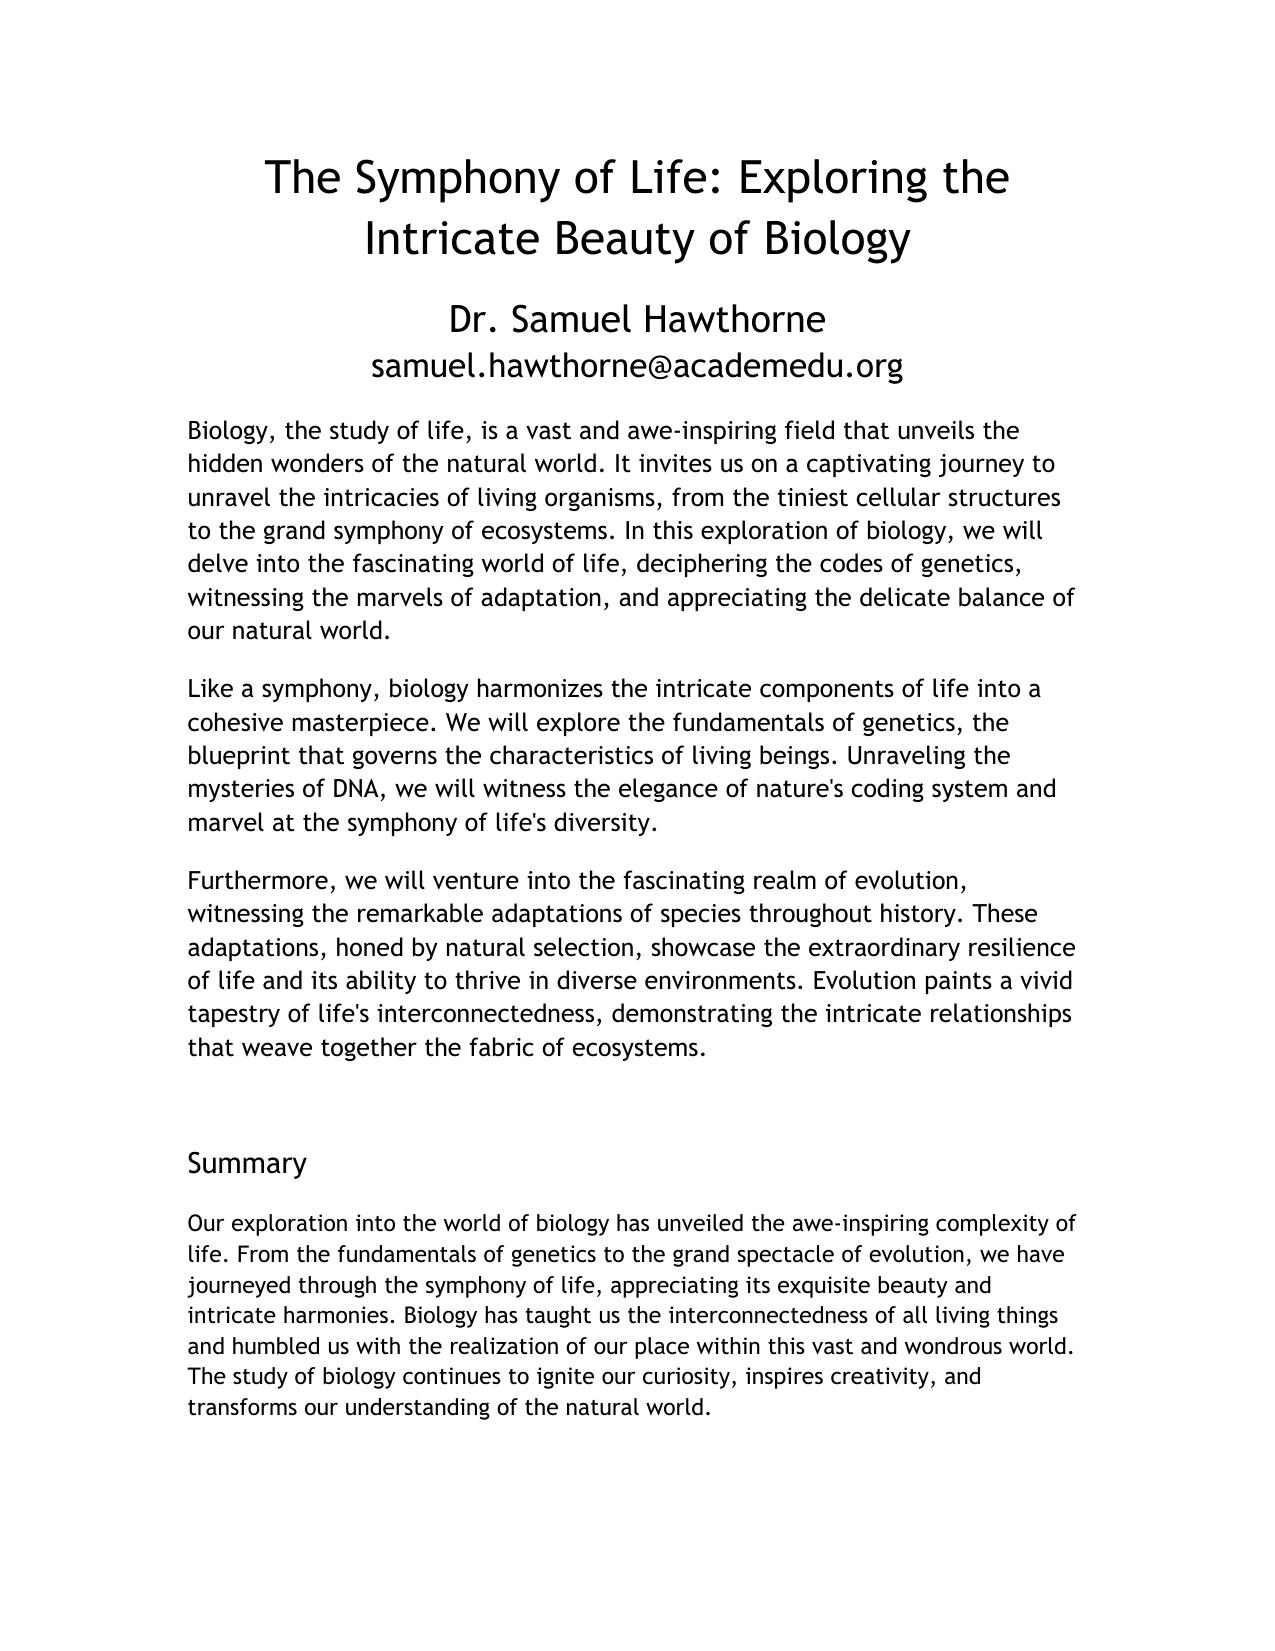 The Symphony of Life: Exploring the
Intricate Beauty of Biology
Dr. Samuel Hawthorne
samuel.hawthorne@academedu.org
Biology, the study of life, is a vast and awe-inspiring field that unveils the
hidden wonders of the natural world. It invites us on a captivating journey to
unravel the intricacies of living organisms, from the tiniest cellular structures
to the grand symphony of ecosystems. In this exploration of biology, we will
delve into the fascinating world of life, deciphering the codes of genetics,
witnessing the marvels of adaptation, and appreciating the delicate balance of
our natural world.
Like a symphony, biology harmonizes the intricate components of life into a
cohesive masterpiece. We will explore the fundamentals of genetics, the
blueprint that governs the characteristics of living beings. Unraveling the
mysteries of DNA, we will witness the elegance of nature's coding system and
marvel at the symphony of life's diversity.
Furthermore, we will venture into the fascinating realm of evolution,
witnessing the remarkable adaptations of species throughout history. These
adaptations, honed by natural selection, showcase the extraordinary resilience
of life and its ability to thrive in diverse environments. Evolution paints a vivid
tapestry of life's interconnectedness, demonstrating the intricate relationships
that weave together the fabric of ecosystems.
Summary
Our exploration into the world of biology has unveiled the awe-inspiring complexity of
life. From the fundamentals of genetics to the grand spectacle of evolution, we have
journeyed through the symphony of life, appreciating its exquisite beauty and
intricate harmonies. Biology has taught us the interconnectedness of all living things
and humbled us with the realization of our place within this vast and wondrous world.
The study of biology continues to ignite our curiosity, inspires creativity, and
transforms our understanding of the natural world.